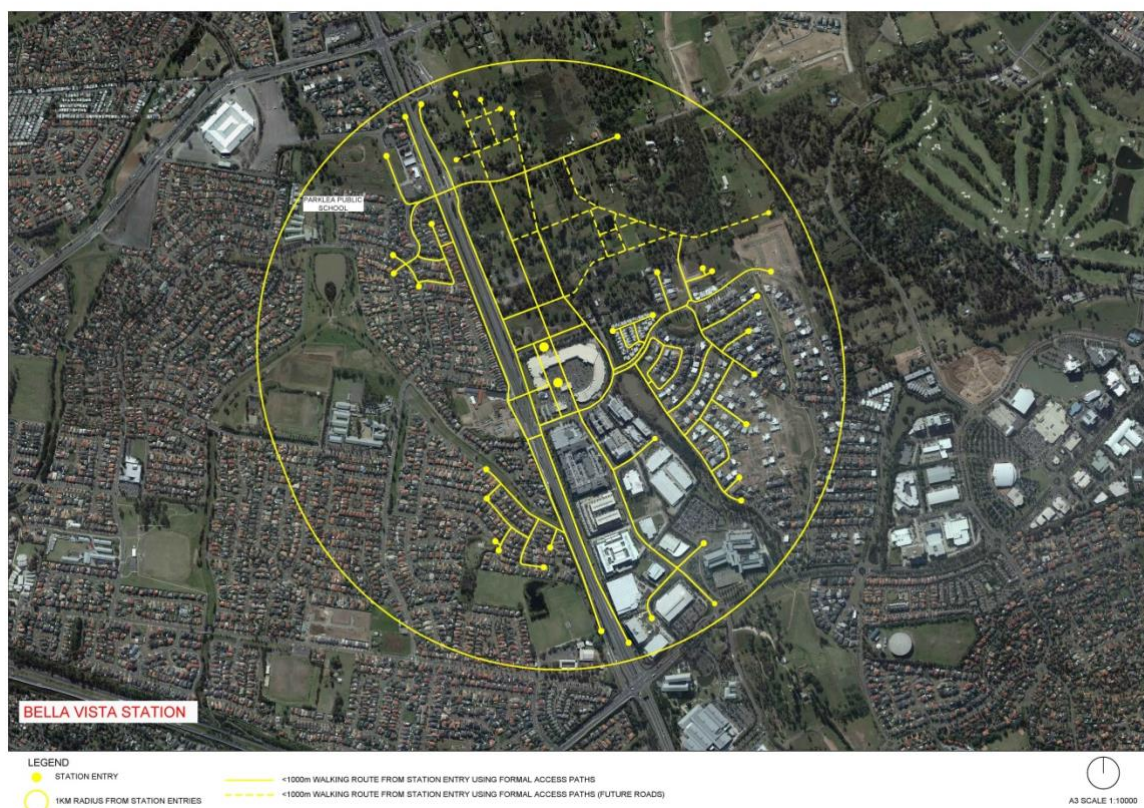 PARKLEA PUBLIC
SCHOOL
BELLA VISTA STATION
LEGEND
STATION ENTRY
1KM RADIUS FROM STATION ENTRIES
<1000m WALKING ROUTE FROM STATION ENTRY USING FORMAL ACCESS PATHS
<1000m WALKING ROUTE FROM STATION ENTRY USING FORMAL ACCESS PATHS (FUTURE ROADS)
A3 SCALE 1:10000